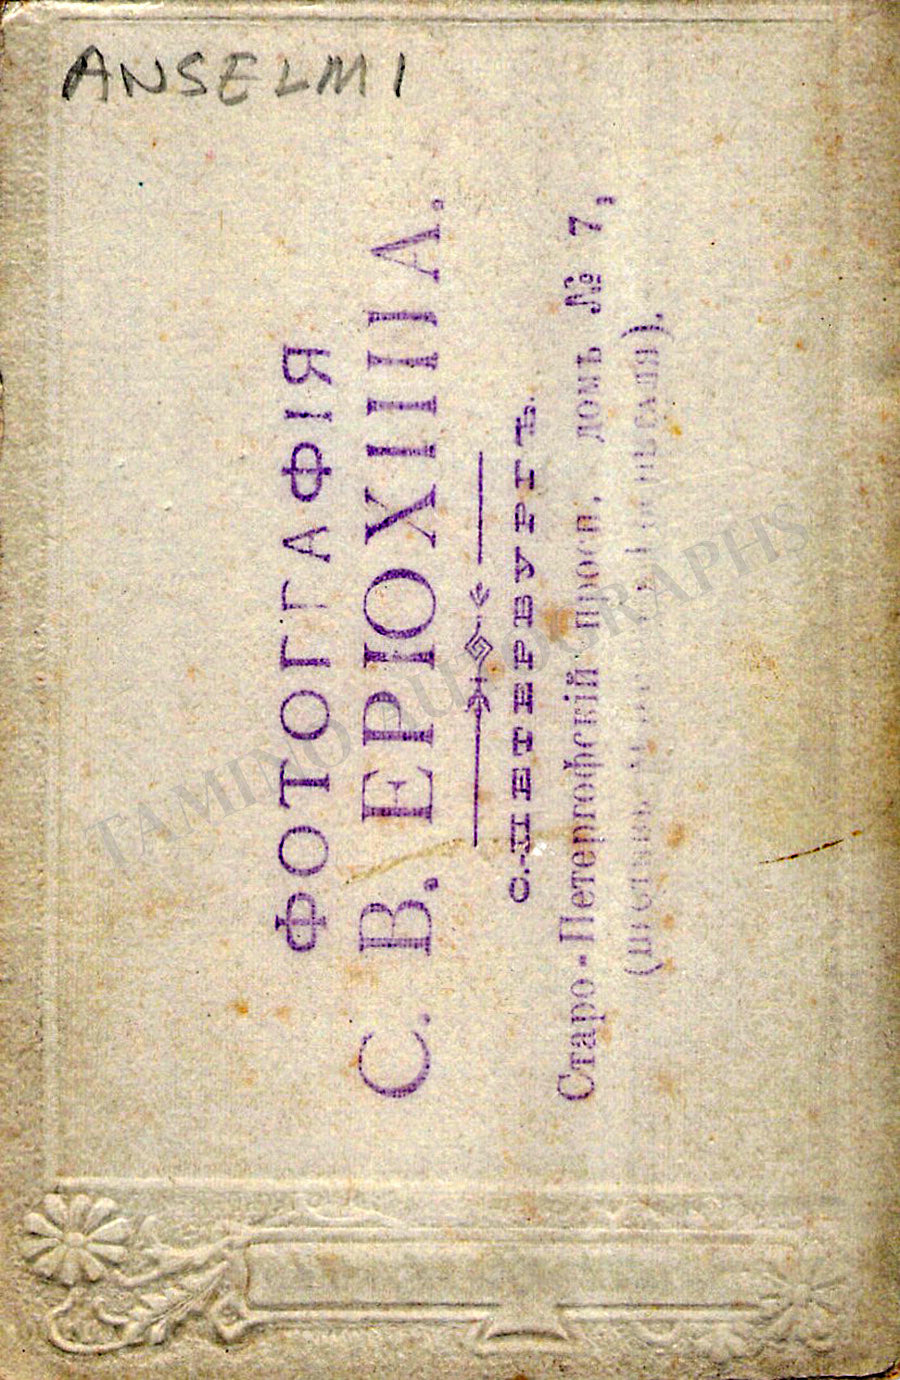 ANSELMI
ФОТОГРАФІЯ
С. В. ЕРЮХИНА.
С.-ПЕТЕРБУРГЪ.
Старо-Петергофскій просп. домъ № 7,
TAMINO AUTOGRAPHS